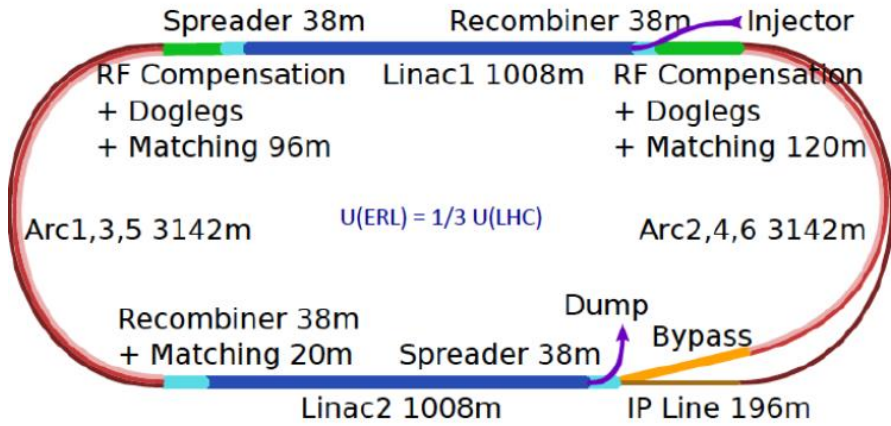 Spreader 38m
Recombiner 38m
Injector
RF Compensation
+ Doglegs
+ Matching 96m
Linac1 1008m
RF Compensation
+ Doglegs
+ Matching 120m
Arc1,3,5 3142m
U(ERL) = 1/3 U(LHC)
Arc2,4,6 3142m
Recombiner 38m
+ Matching 20m
Spreader 38m
Dump
Bypass
Linac2 1008m
IP Line 196m